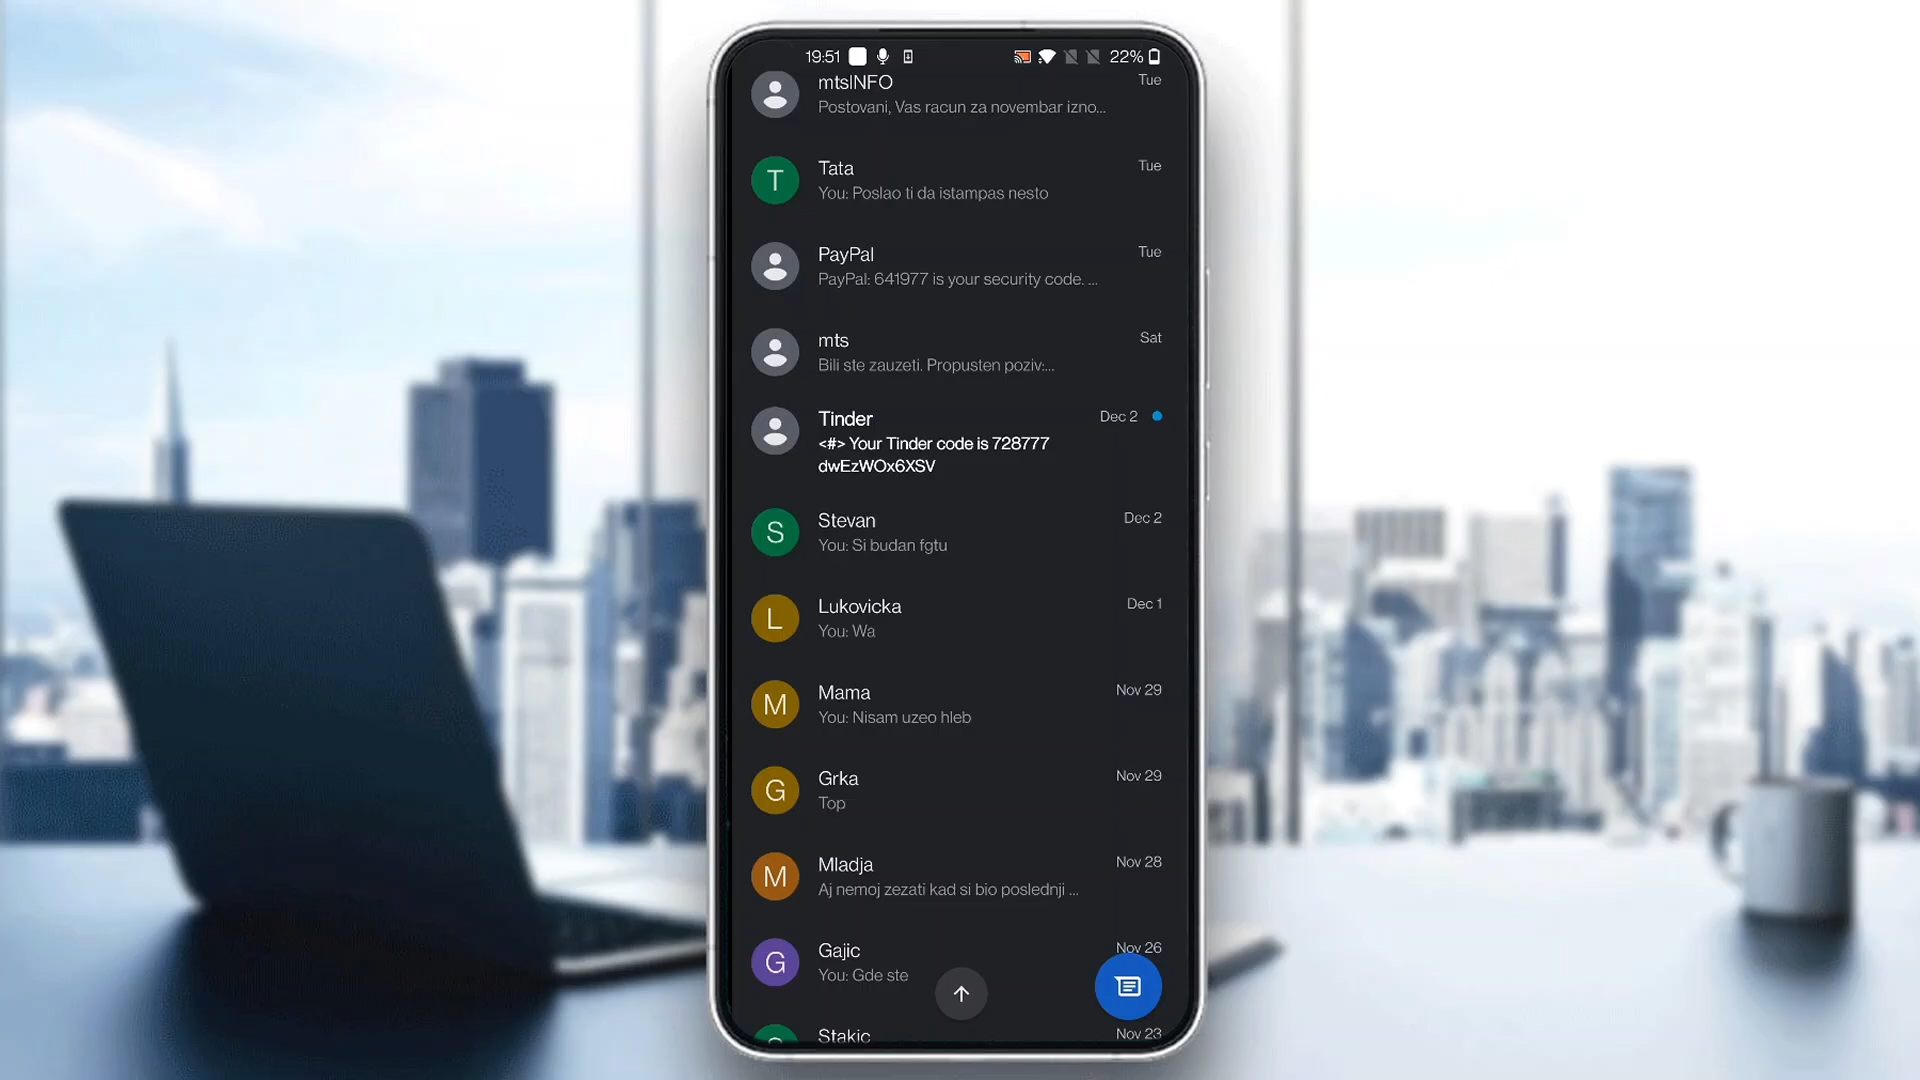 19:51 22%
mtsINFO Tue
Postovani, Vas racun za novembar izno...
T Tata Tue
You: Poslao ti da istampas nesto
PayPal Tue
PayPal: 641977 is your security code. ...
mts Sat
Bili ste zauzeti. Propusten poziv:...
Tinder Dec 2
<#> Your Tinder code is 728777
dwEzWOx6XSV
S Stevan Dec 2
You: Si budan fgtu
L Lukovicka Dec 1
You: Wa
M Mama Nov 29
You: Nisam uzeo hleb
G Grka Nov 29
Top
M Mladja Nov 28
Aj nemoj zezati kad si bio poslednji ...
G Gajic Nov 26
You: Gde ste
S Stakic Nov 23